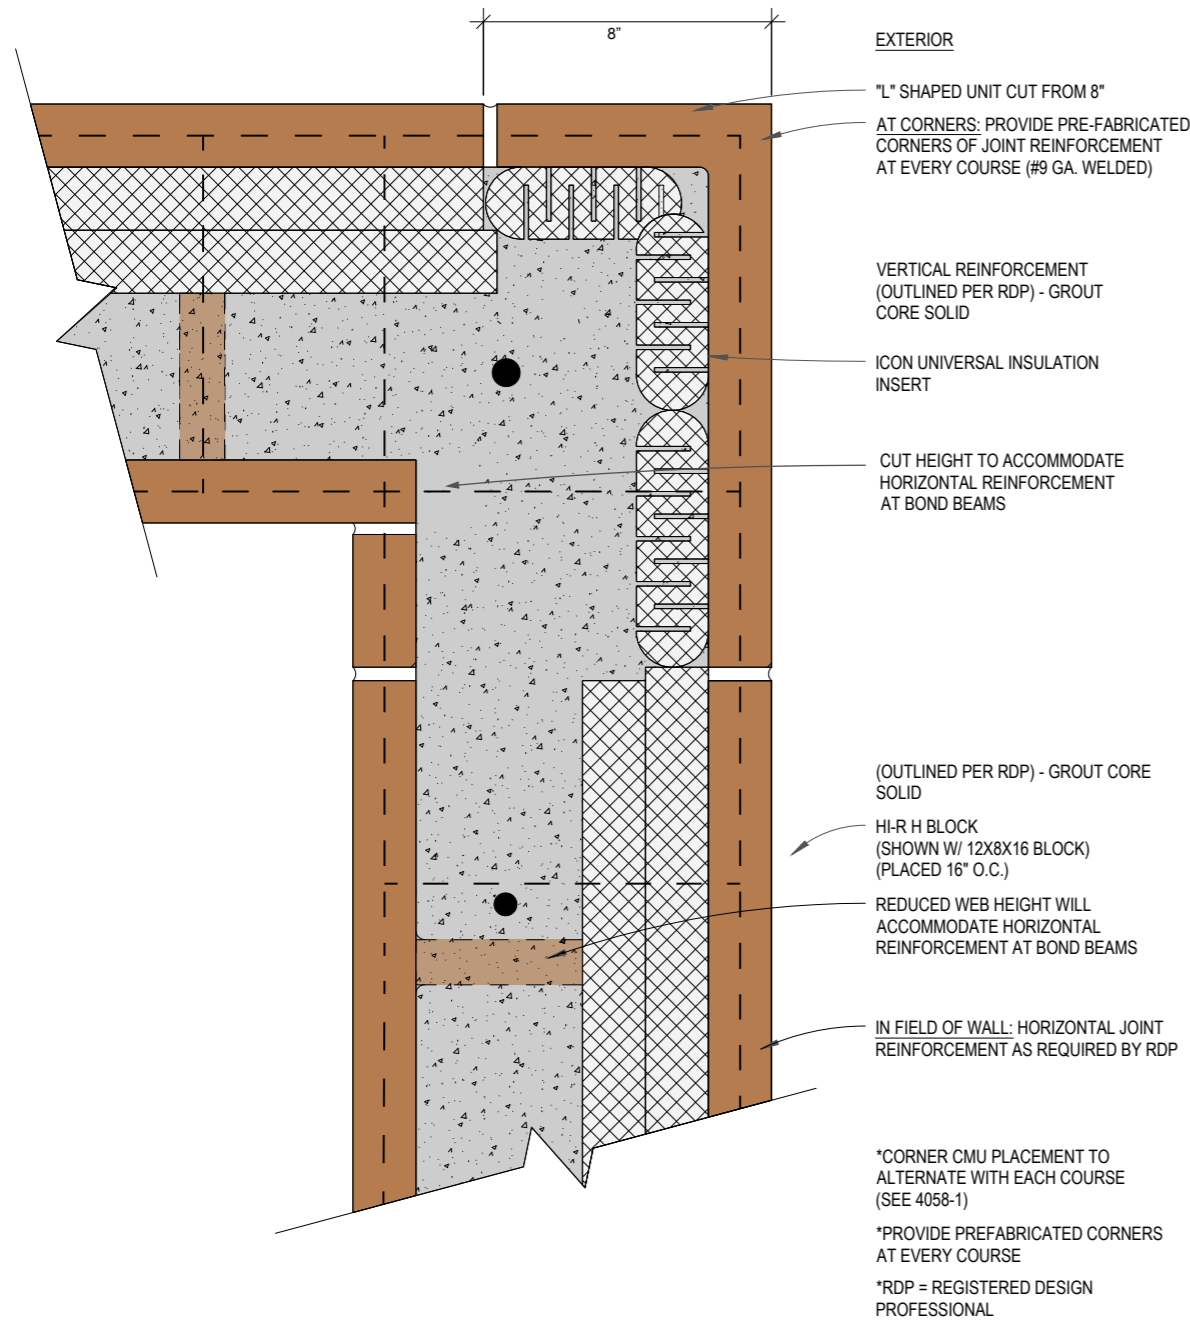 8"
EXTERIOR
"L" SHAPED UNIT CUT FROM 8"
AT CORNERS: PROVIDE PRE-FABRICATED
CORNERS OF JOINT REINFORCEMENT
AT EVERY COURSE (#9 GA. WELDED)
VERTICAL REINFORCEMENT
(OUTLINED PER RDP) - GROUT
CORE SOLID
ICON UNIVERSAL INSULATION
INSERT
CUT HEIGHT TO ACCOMMODATE
HORIZONTAL REINFORCEMENT
AT BOND BEAMS
(OUTLINED PER RDP) - GROUT CORE
SOLID
HI-R H BLOCK
(SHOWN W/ 12X8X16 BLOCK)
(PLACED 16" O.C.)
REDUCED WEB HEIGHT WILL
ACCOMMODATE HORIZONTAL
REINFORCEMENT AT BOND BEAMS
IN FIELD OF WALL: HORIZONTAL JOINT
REINFORCEMENT AS REQUIRED BY RDP
*CORNER CMU PLACEMENT TO
ALTERNATE WITH EACH COURSE
(SEE 4058-1)
*PROVIDE PREFABRICATED CORNERS
AT EVERY COURSE
*RDP = REGISTERED DESIGN
PROFESSIONAL